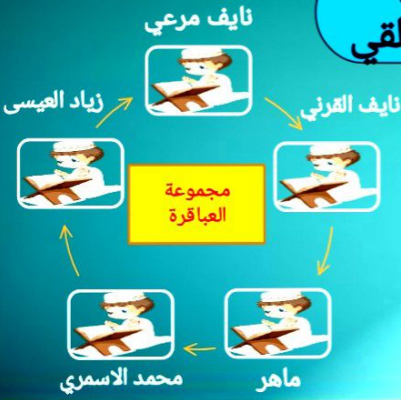 نايف مرعي
نايف القرني
زياد العيسى
مجموعة
العباقرة
ماهر
محمد الاسمري